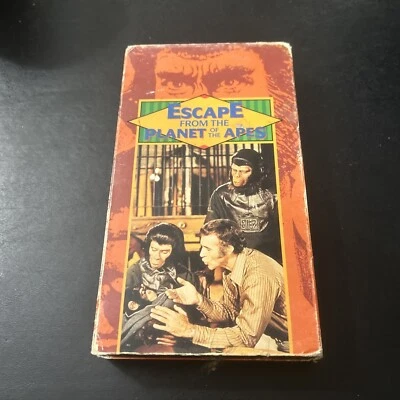 ESCAPE
FROM THE
PLANET OF THE APES